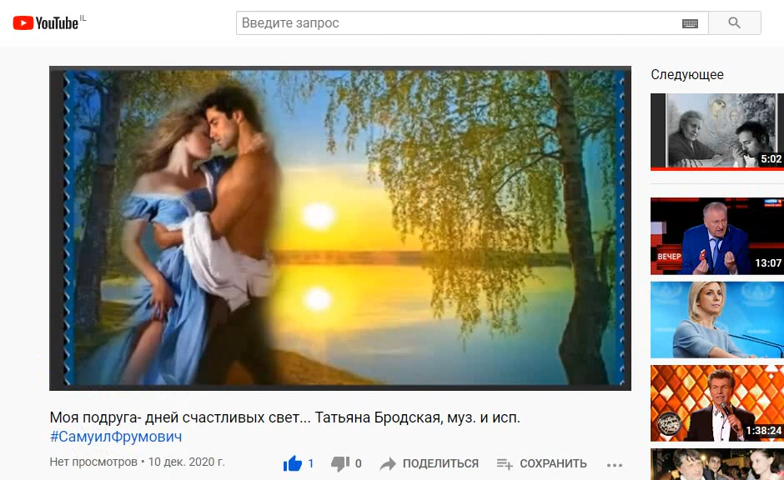 YouTube IL
Введите запрос
Следующее
5:02
ВЕЧЕР
13:07
1:38:24
Моя подруга- дней счастливых свет... Татьяна Бродская, муз. и исп.
#СамуилФрумович
Нет просмотров • 10 дек. 2020 г.
1
0
ПОДЕЛИТЬСЯ
СОХРАНИТЬ